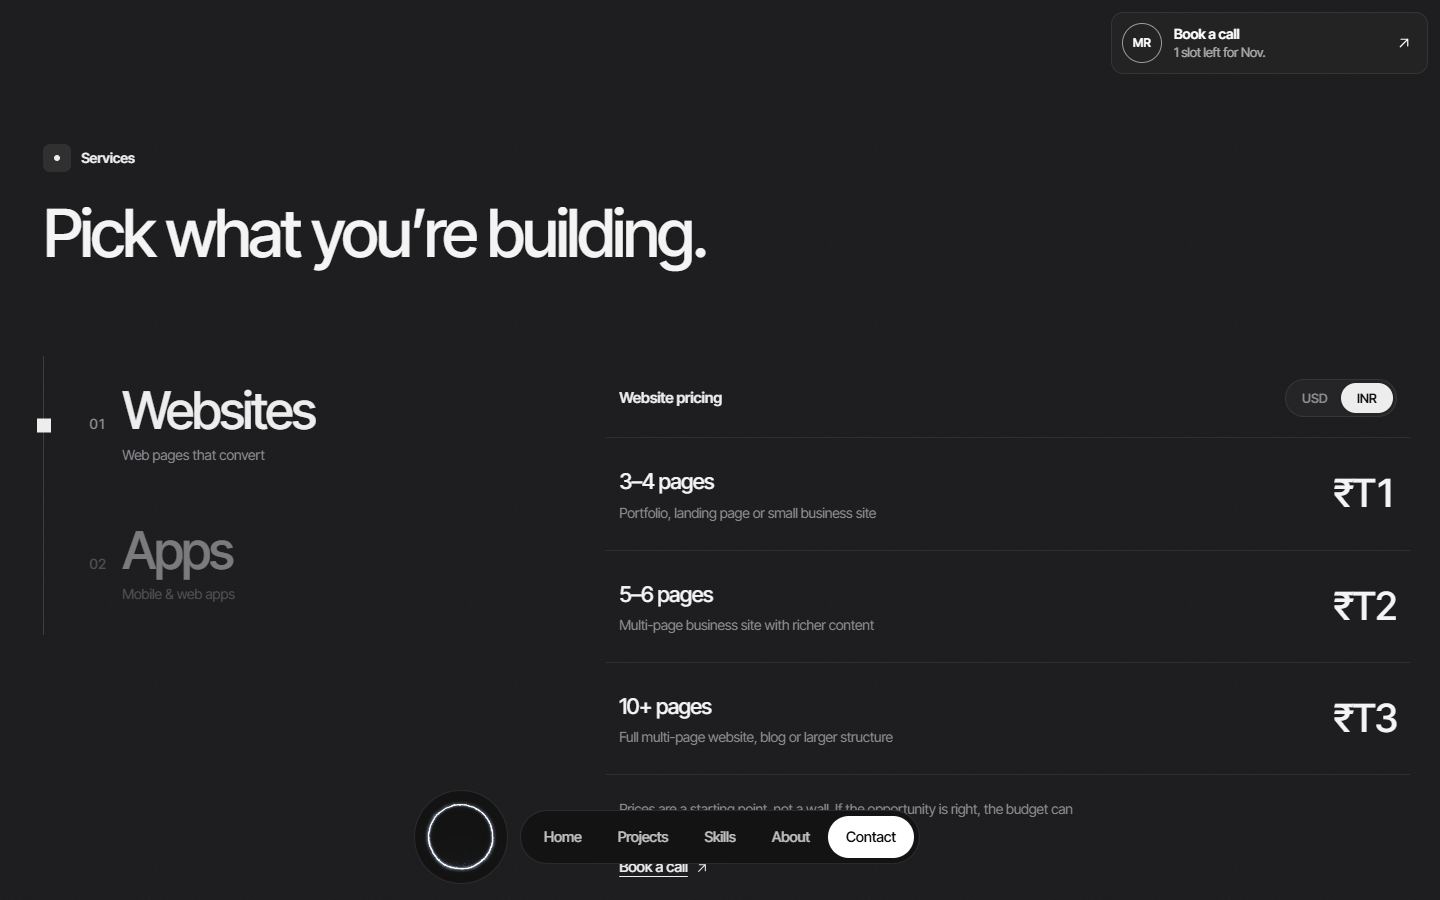 MR
Book a call
1 slot left for Nov.
Services
Pick what you’re building.
01
Websites
Web pages that convert
02
Apps
Mobile & web apps
Website pricing
USD INR
3–4 pages
Portfolio, landing page or small business site
₹T1
5–6 pages
Multi-page business site with richer content
₹T2
10+ pages
Full multi-page website, blog or larger structure
₹T3
Prices are a starting point, not a wall. If the opportunity is right, the budget can
Home Projects Skills About Contact
Book a call